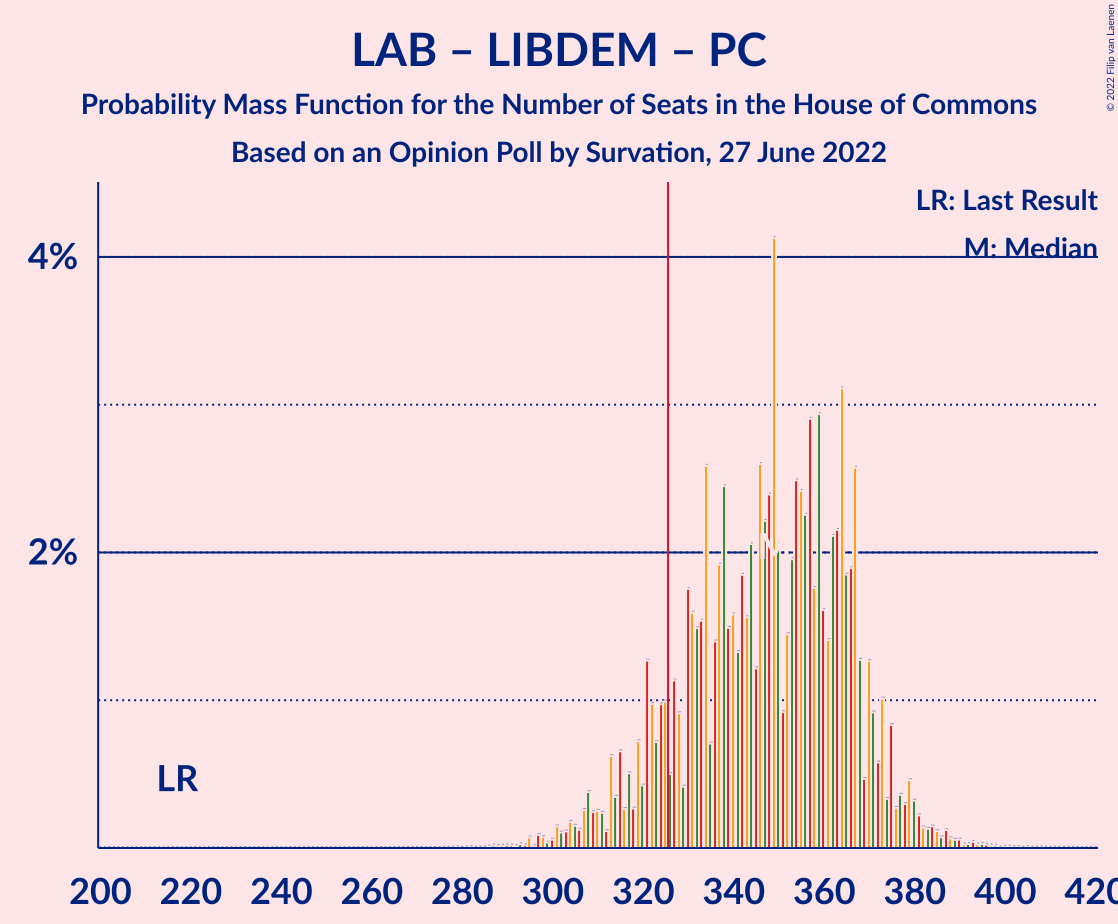 LAB – LIBDEM – PC
Probability Mass Function for the Number of Seats in the House of Commons
Based on an Opinion Poll by Survation, 27 June 2022
© 2022 Filip van Laenen
LR: Last Result
M: Median
4%
2%
LR
200 220 240 260 280 300 320 340 360 380 400 420